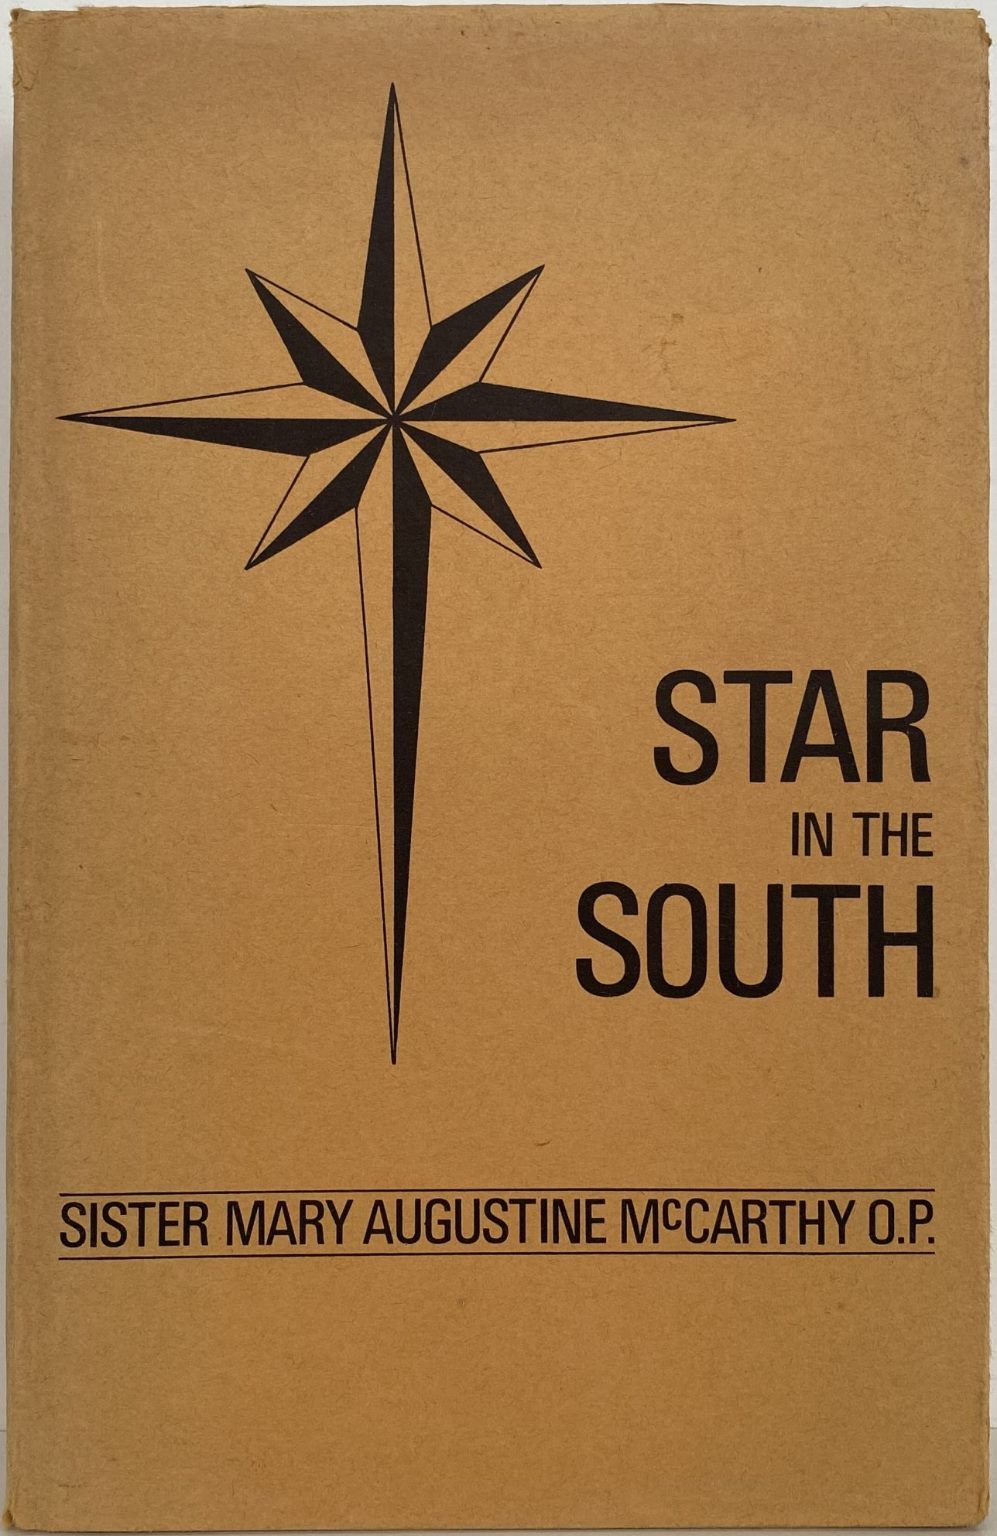 STAR
IN THE
SOUTH
SISTER MARY AUGUSTINE McCARTHY O.P.